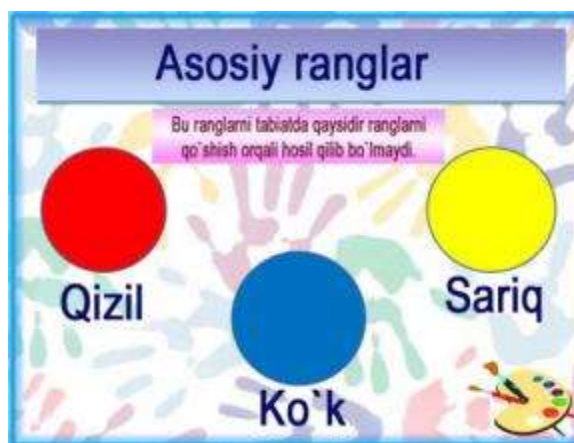 Asosiy ranglar
Bu ranglarni tabiatda qaysidir ranglarni
qo`shish orqali hosil qilib bo`lmaydi.
Qizil
Sariq
Ko`k